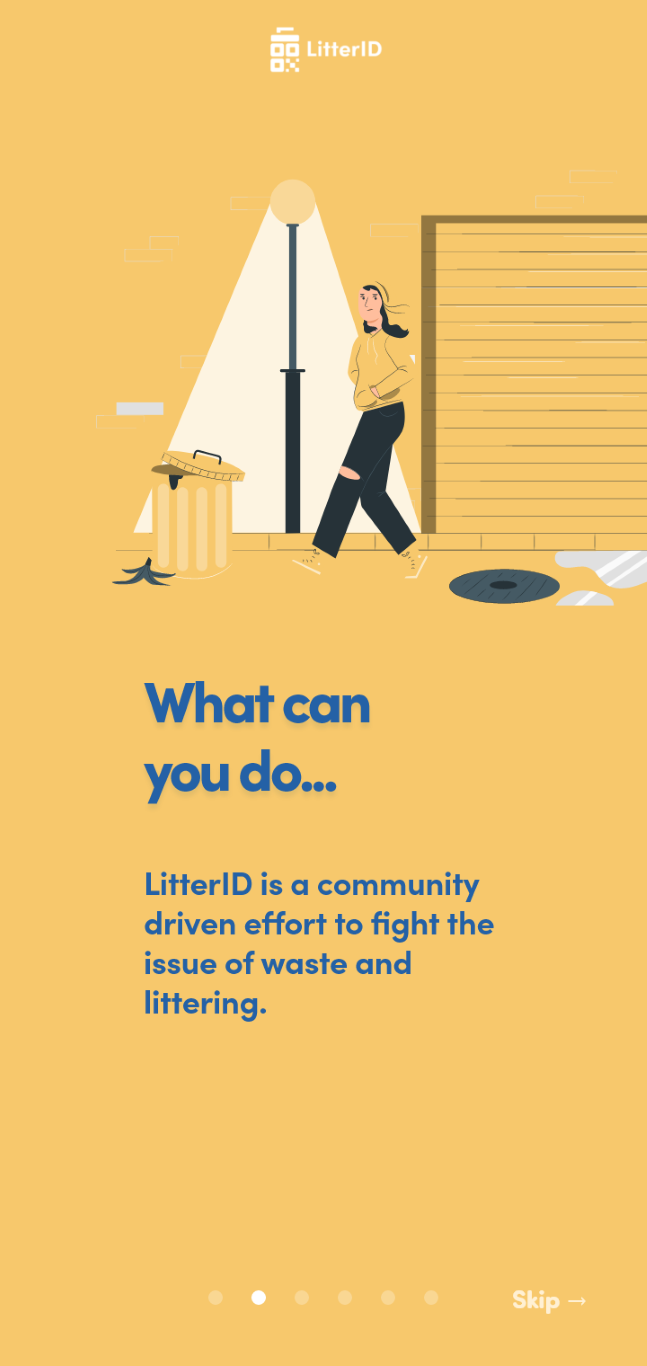 LitterID
What can
you do...
LitterID is a community
driven effort to fight the
issue of waste and
littering.
Skip →